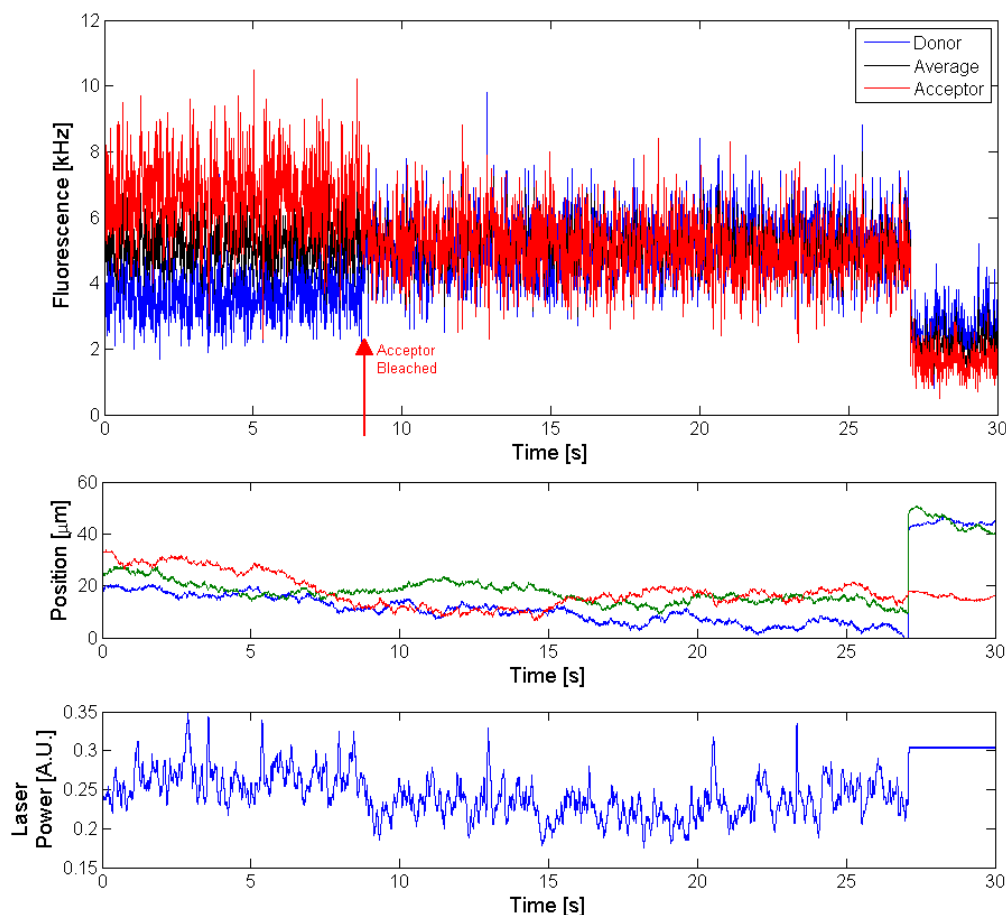 12
10
8
6
4
2
0
Fluorescence [kHz]
Donor
Average
Acceptor
Acceptor
Bleached
0 5 10 15 20 25 30
Time [s]
60
40
20
0
Position [μm]
0 5 10 15 20 25 30
Time [s]
0.35
0.3
0.25
0.2
0.15
Laser
Power [A.U.]
0 5 10 15 20 25 30
Time [s]